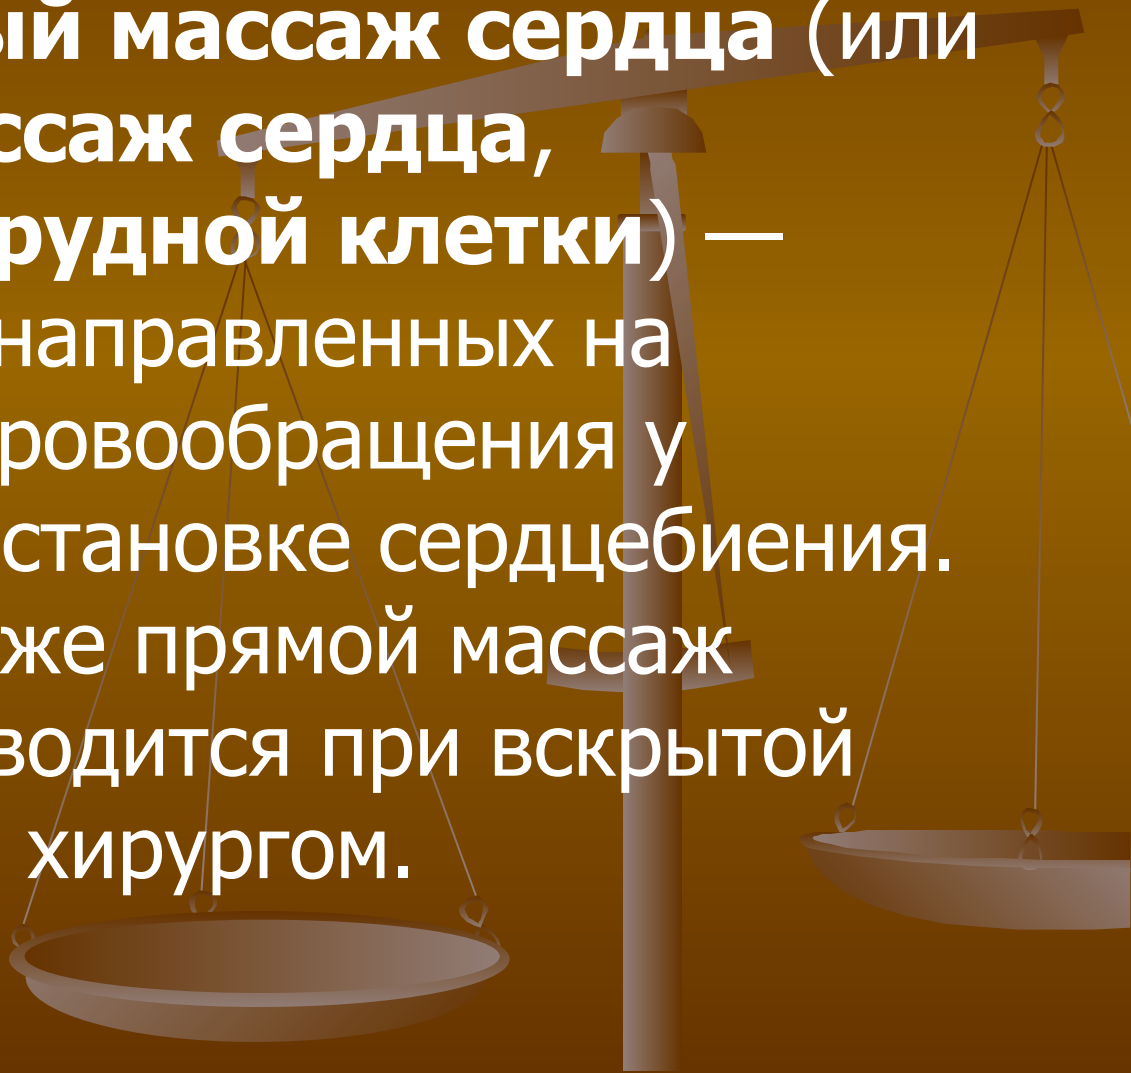 ый массаж сердца (или
ссаж сердца,
рудной клетки) —
направленных на
ровообращения у
становке сердцебиения.
же прямой массаж
водится при вскрытой
хирургом.